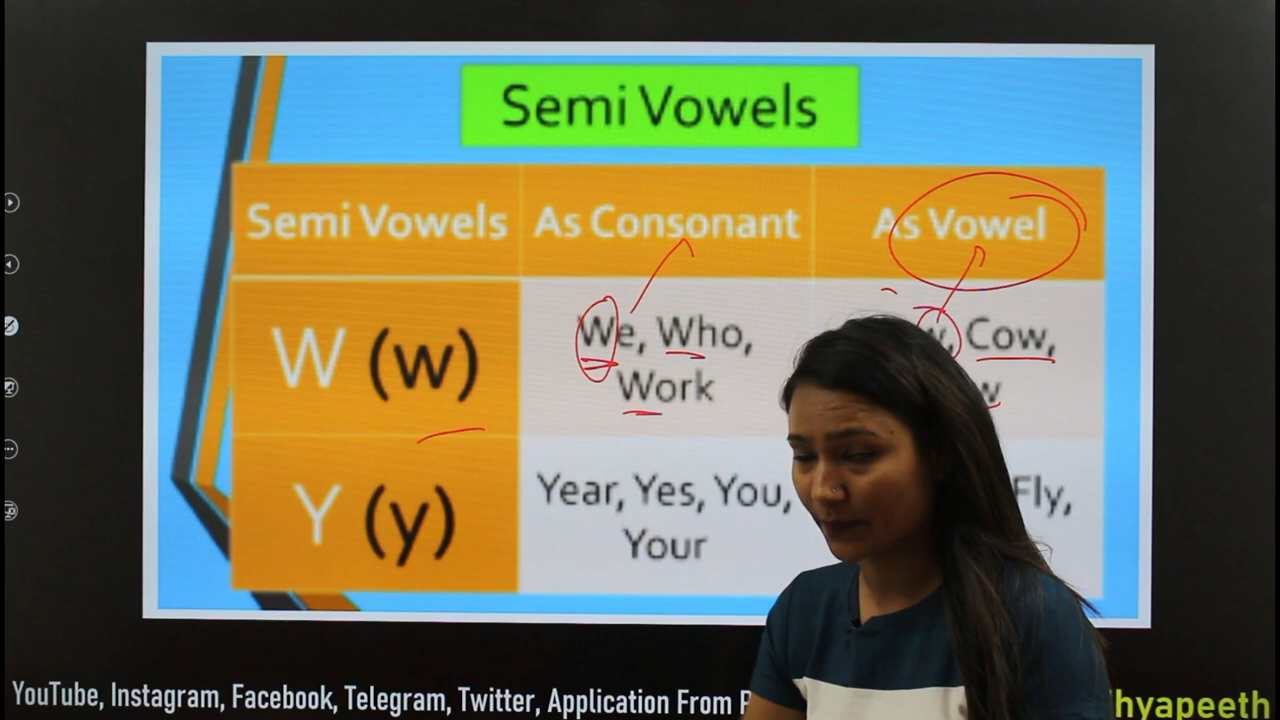 Semi Vowels
Semi Vowels As Consonant As Vowel
W (w)
We, Who,
Work
Cow,
Y (y)
Year, Yes, You,
Your
Fly,
YouTube, Instagram, Facebook, Telegram, Twitter, Application From